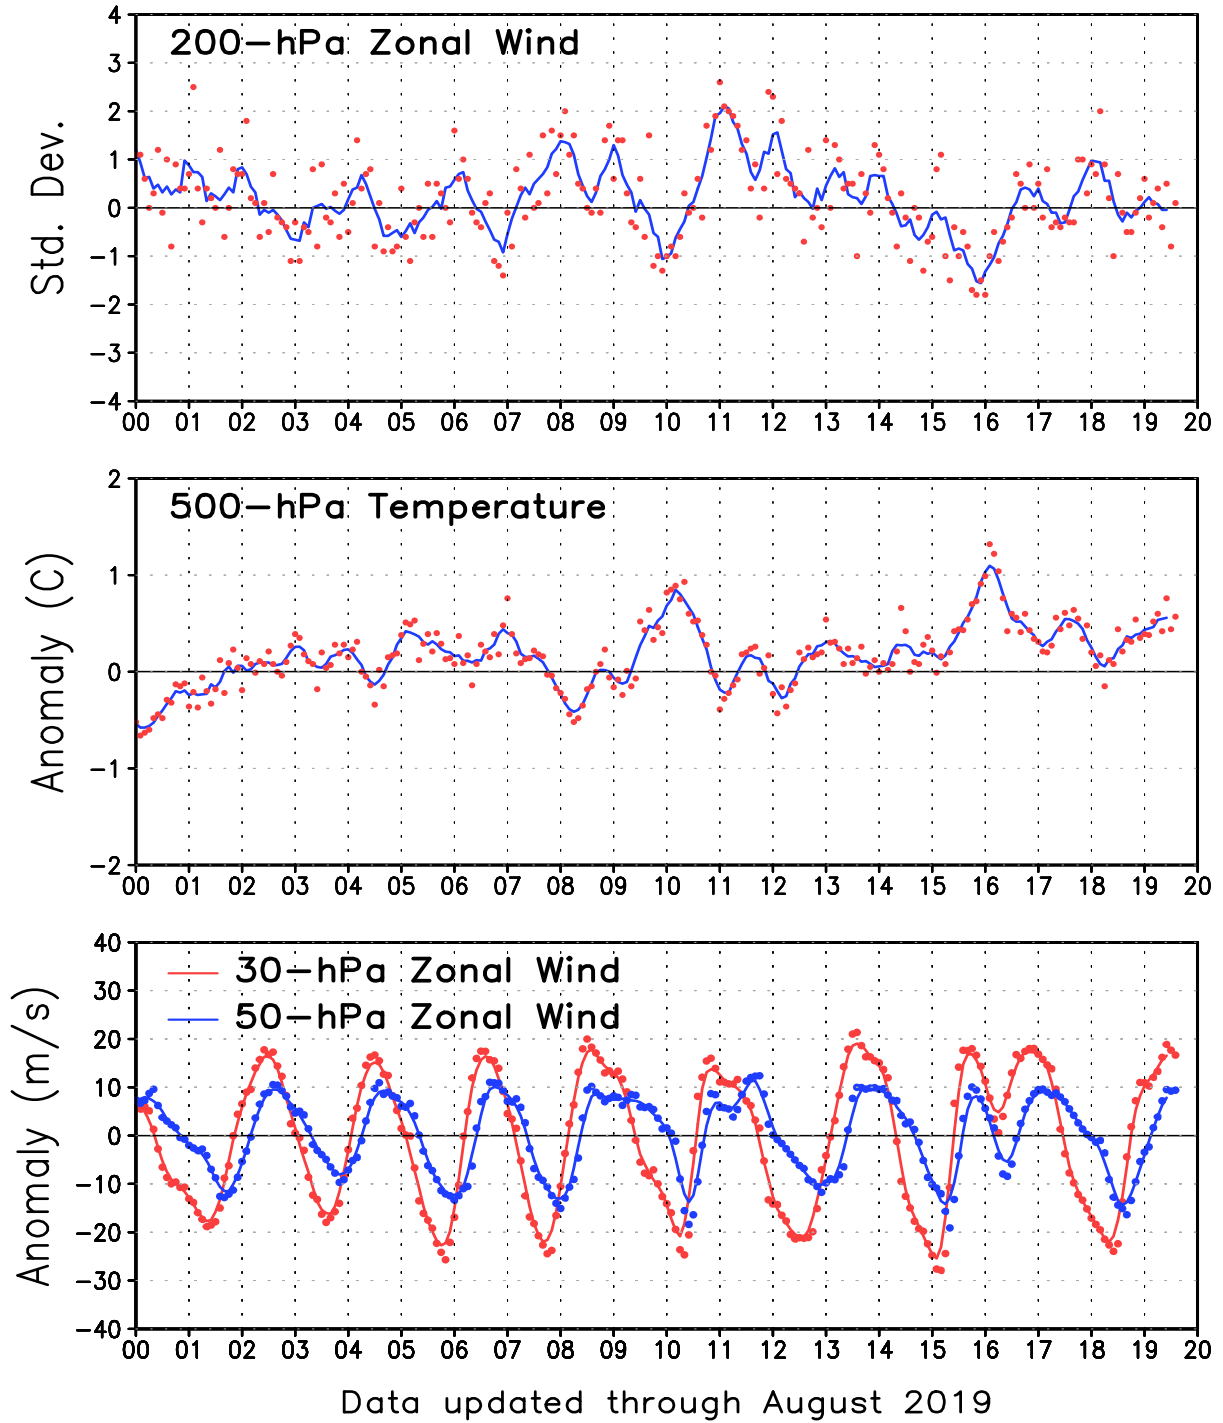 200-hPa Zonal Wind
Std. Dev.
4
3
2
1
0
-1
-2
-3
-4
00 01 02 03 04 05 06 07 08 09 10 11 12 13 14 15 16 17 18 19 20
500-hPa Temperature
Anomaly (C)
2
1
0
-1
-2
00 01 02 03 04 05 06 07 08 09 10 11 12 13 14 15 16 17 18 19 20
30-hPa Zonal Wind
50-hPa Zonal Wind
Anomaly (m/s)
40
30
20
10
0
-10
-20
-30
-40
00 01 02 03 04 05 06 07 08 09 10 11 12 13 14 15 16 17 18 19 20
Data updated through August 2019